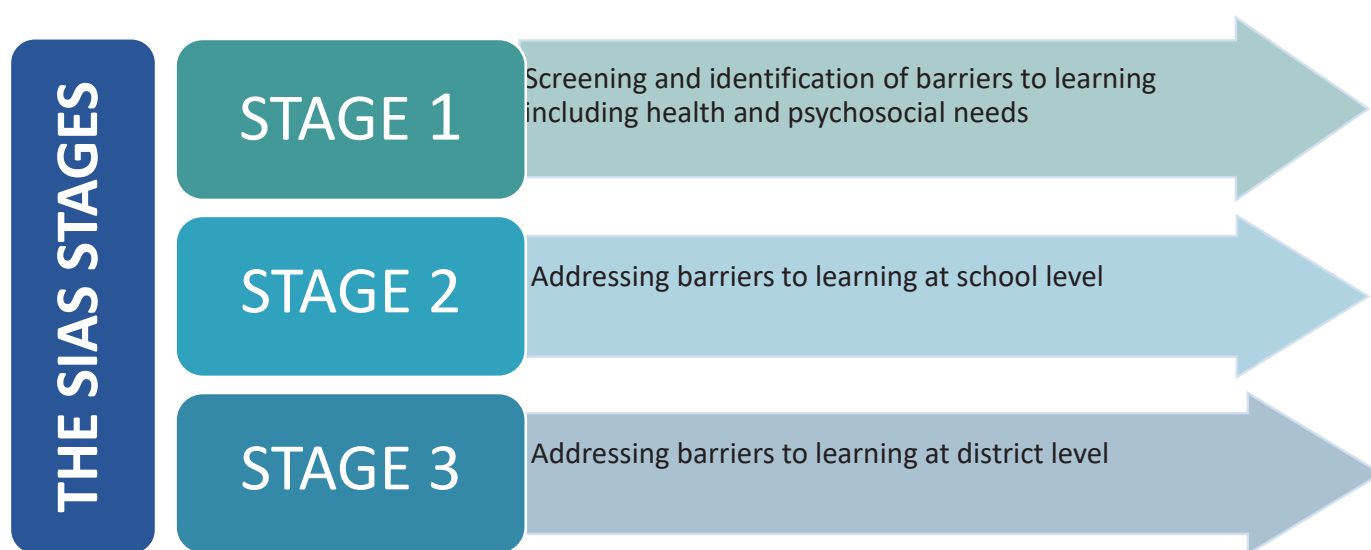 THE SIAS STAGES
STAGE 1
Screening and identification of barriers to learning
including health and psychosocial needs
STAGE 2
Addressing barriers to learning at school level
STAGE 3
Addressing barriers to learning at district level